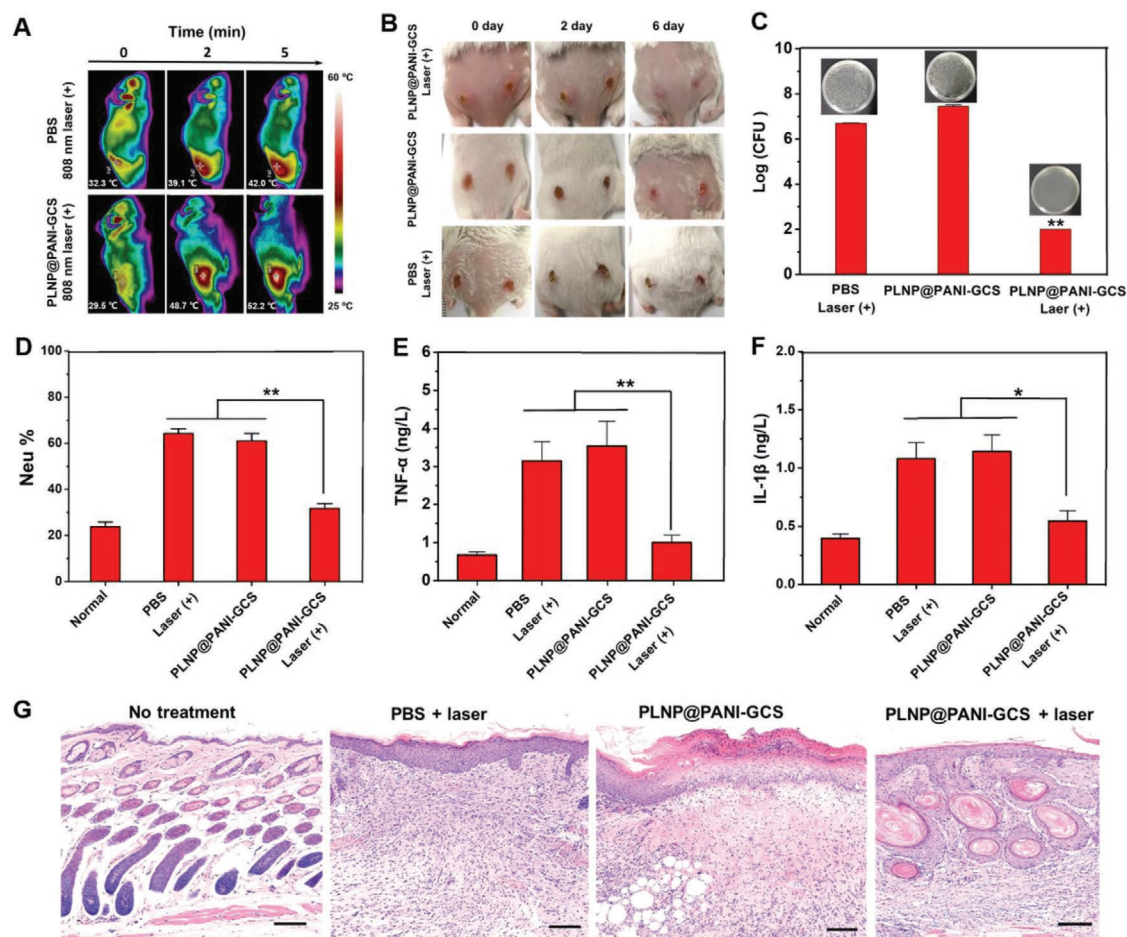 A
Time (min)
0 2 5
PBS
808 nm laser (+)
32.3 ℃ 39.1 ℃ 42.0 ℃
PLNP@PANI-GCS
808 nm laser (+)
29.5 ℃ 48.7 ℃ 52.2 ℃
60 ℃
25 ℃
B
0 day 2 day 6 day
PLNP@PANI-GCS
Laser (+)
PLNP@PANI-GCS
PBS
Laser (+)
C
Log (CFU)
10
8
6
4
2
0
**
PBS
Laser (+)
PLNP@PANI-GCS
PLNP@PANI-GCS
Laer (+)
D
Neu %
100
80
60
40
20
0
**
Normal
PBS
Laser (+)
PLNP@PANI-GCS
PLNP@PANI-GCS
Laser (+)
E
TNF-α (ng/L)
6
5
4
3
2
1
0
**
Normal
PBS
Laser (+)
PLNP@PANI-GCS
PLNP@PANI-GCS
Laser (+)
F
IL-1β (ng/L)
2.0
1.5
1.0
0.5
0.0
*
Normal
PBS
Laser (+)
PLNP@PANI-GCS
PLNP@PANI-GCS
Laser (+)
G
No treatment
PBS + laser
PLNP@PANI-GCS
PLNP@PANI-GCS + laser